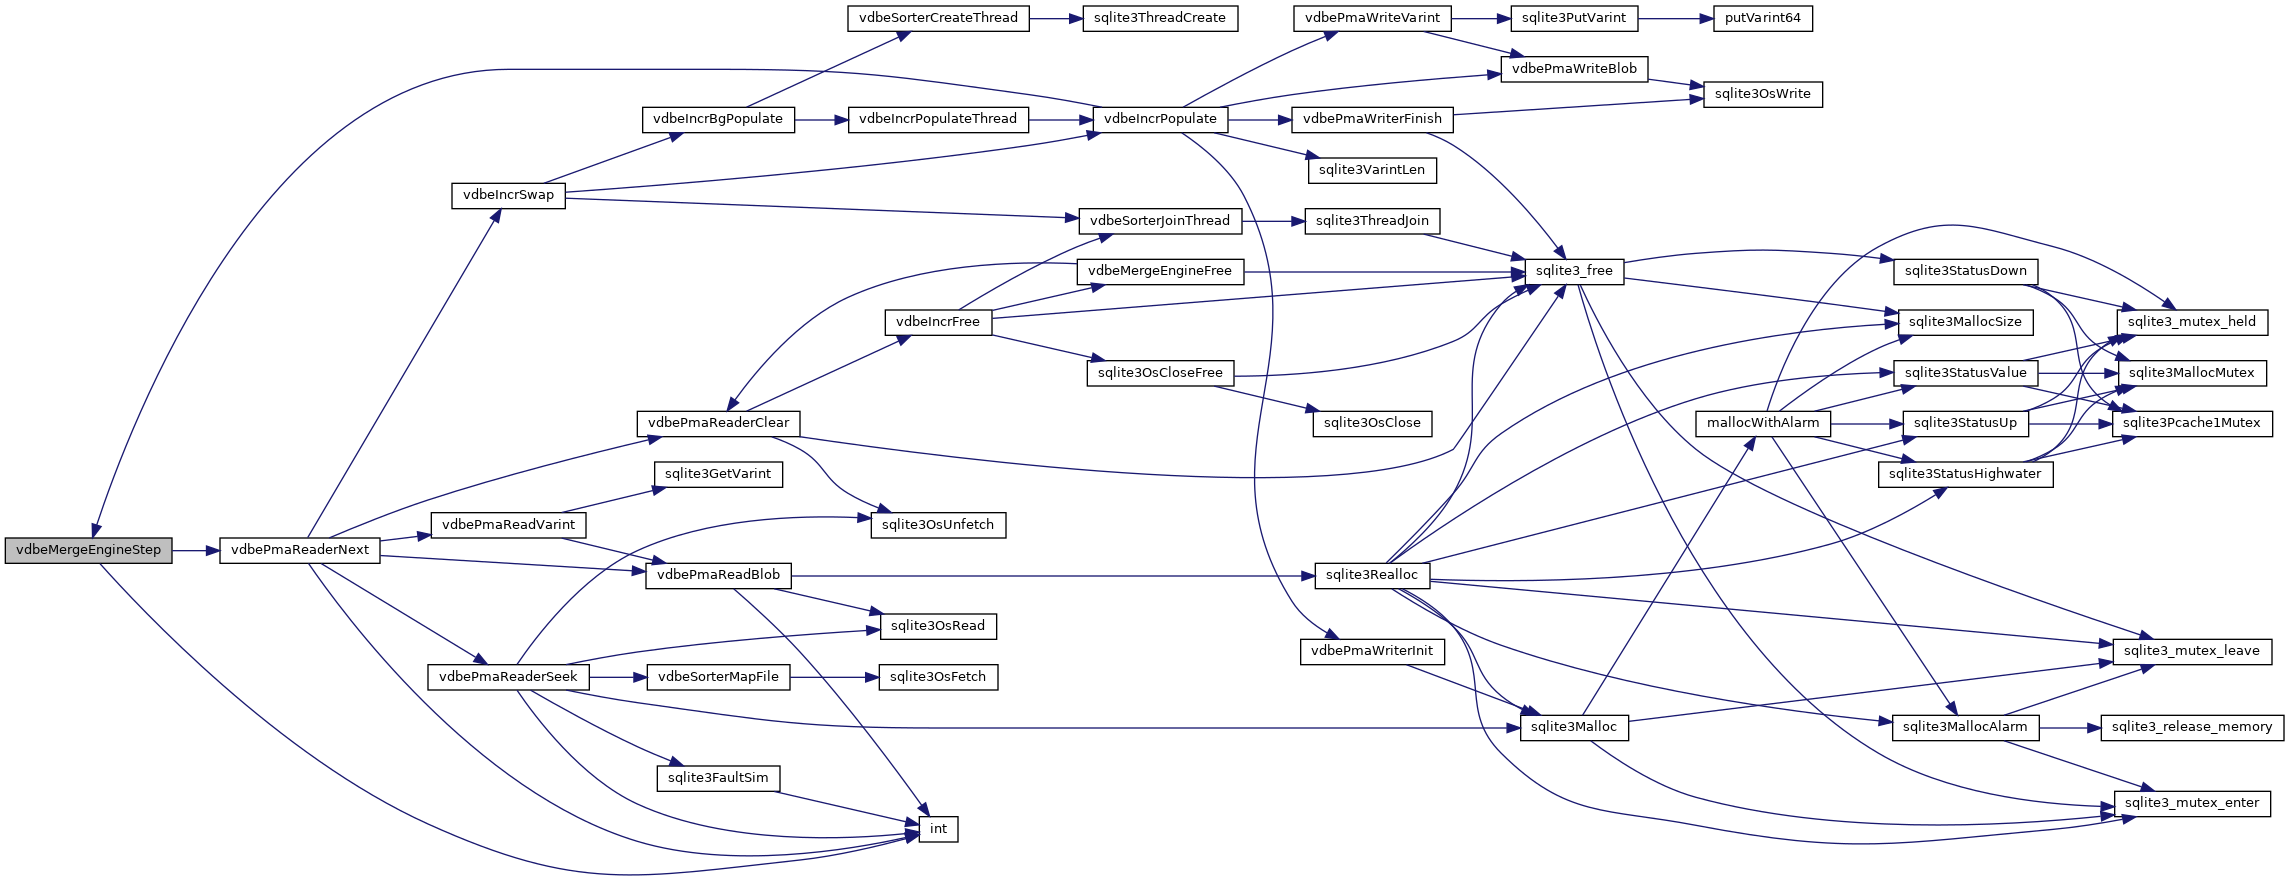 vdbeMergeEngineStep
vdbePmaReaderNext
vdbeIncrSwap
vdbePmaReadVarint
vdbePmaReaderSeek
vdbeIncrBgPopulate
vdbePmaReaderClear
sqlite3GetVarint
vdbePmaReadBlob
vdbeSorterMapFile
sqlite3FaultSim
vdbeSorterCreateThread
vdbeIncrPopulateThread
vdbeIncrFree
sqlite3OsUnfetch
sqlite3OsRead
sqlite3OsFetch
int
sqlite3ThreadCreate
vdbeIncrPopulate
vdbeSorterJoinThread
vdbeMergeEngineFree
sqlite3OsCloseFree
vdbePmaWriteVarint
vdbePmaWriterFinish
sqlite3VarintLen
sqlite3ThreadJoin
sqlite3OsClose
sqlite3Realloc
vdbePmaWriterInit
sqlite3PutVarint
vdbePmaWriteBlob
sqlite3_free
sqlite3Malloc
putVarint64
sqlite3OsWrite
mallocWithAlarm
sqlite3StatusDown
sqlite3MallocSize
sqlite3StatusValue
sqlite3StatusUp
sqlite3StatusHighwater
sqlite3MallocAlarm
sqlite3_mutex_held
sqlite3MallocMutex
sqlite3Pcache1Mutex
sqlite3_mutex_leave
sqlite3_release_memory
sqlite3_mutex_enter